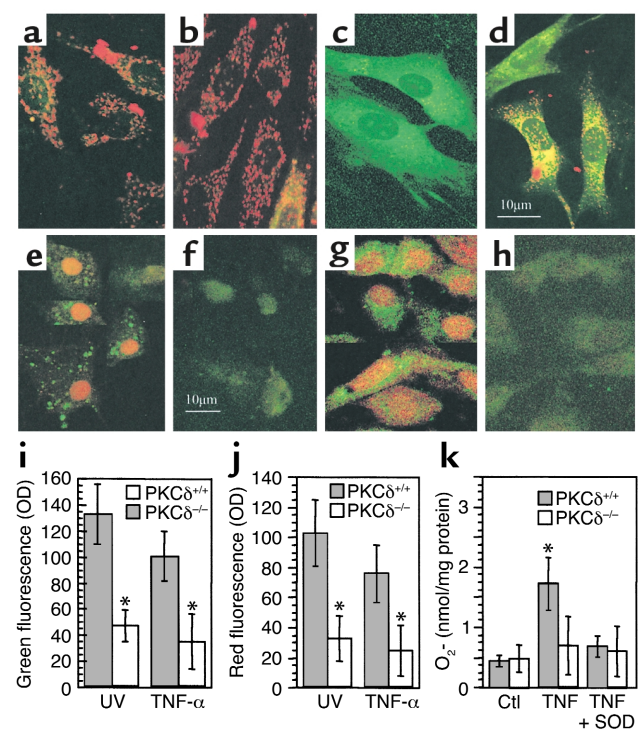 a
b
c
d
10μm
e
f
g
h
10μm
i
Green fluorescence (OD)
160
140
120
100
80
60
40
20
0
PKCδ+/+
PKCδ−/−
*
*
UV
TNF-α
j
Red fluorescence (OD)
140
120
100
80
60
40
20
0
PKCδ+/+
PKCδ−/−
*
*
UV
TNF-α
k
O2- (nmol/mg protein)
3
2
1
0
PKCδ+/+
PKCδ−/−
*
Ctl
TNF
TNF
+ SOD